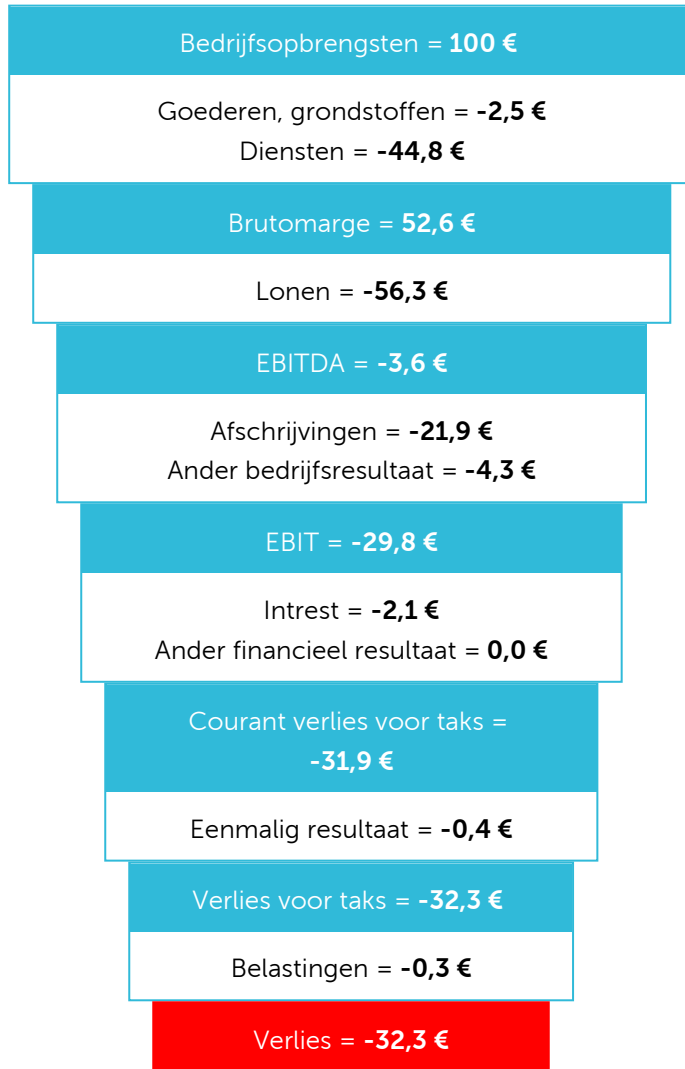 Bedrijfsopbrengsten = 100 €
Goederen, grondstoffen = -2,5 €
Diensten = -44,8 €
Brutomarge = 52,6 €
Lonen = -56,3 €
EBITDA = -3,6 €
Afschrijvingen = -21,9 €
Ander bedrijfsresultaat = -4,3 €
EBIT = -29,8 €
Intrest = -2,1 €
Ander financieel resultaat = 0,0 €
Courant verlies voor taks =
-31,9 €
Eenmalig resultaat = -0,4 €
Verlies voor taks = -32,3 €
Belastingen = -0,3 €
Verlies = -32,3 €